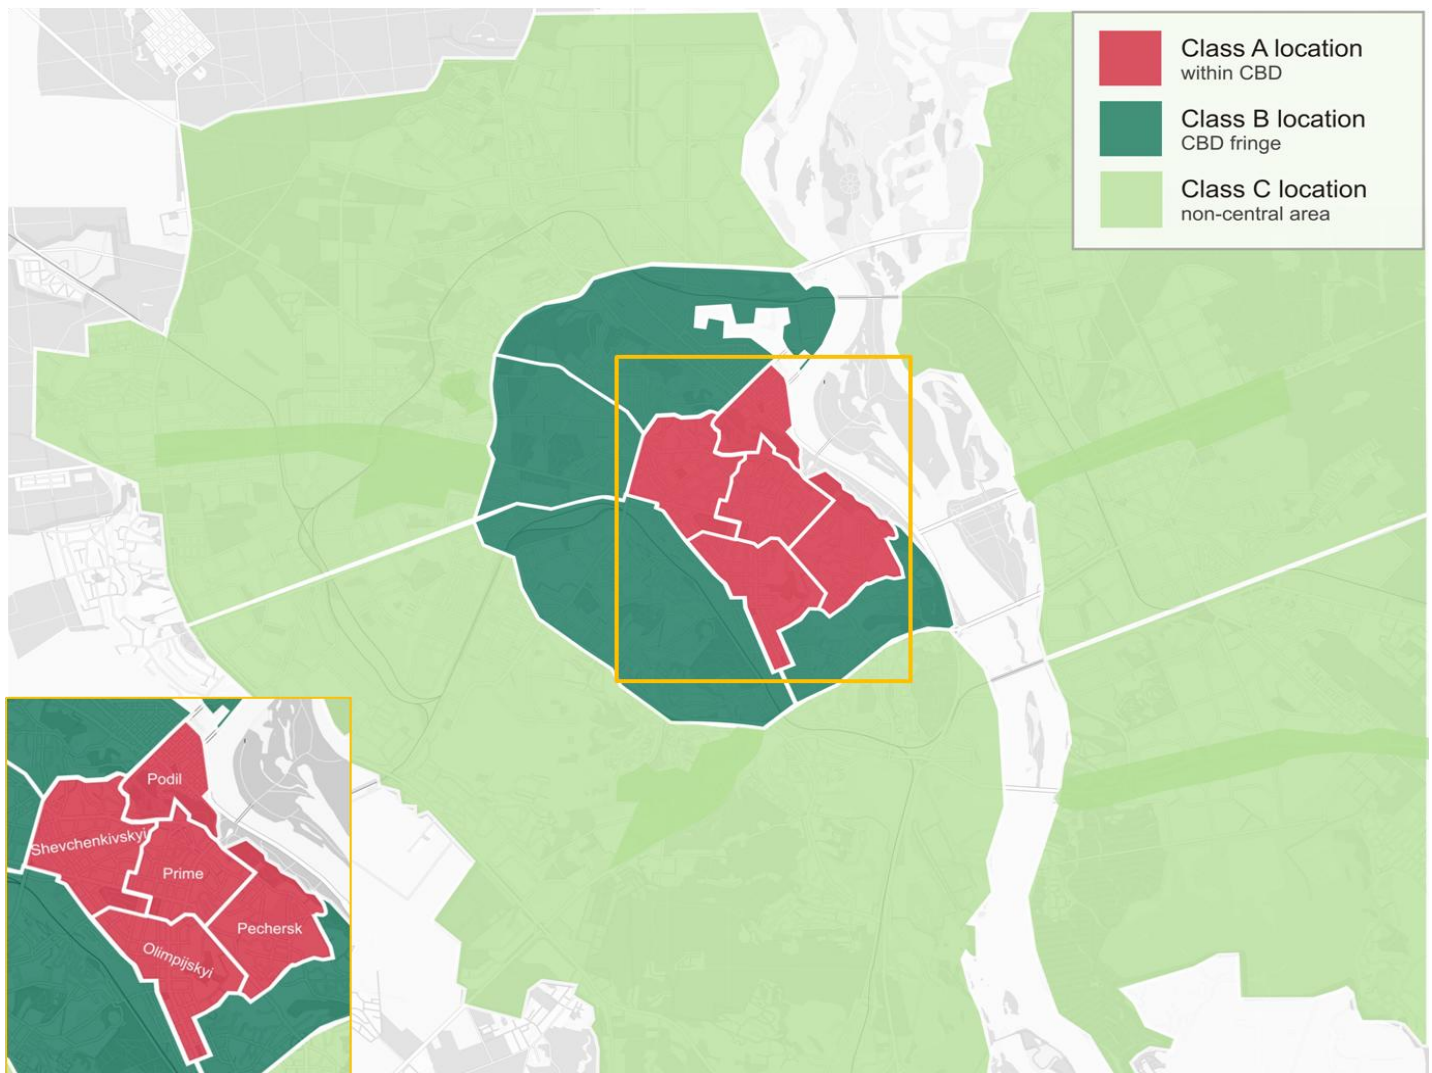 Class A location
within CBD
Class B location
CBD fringe
Class C location
non-central area
Podil
Shevchenkivskyi
Prime
Pechersk
Olimpijskyi